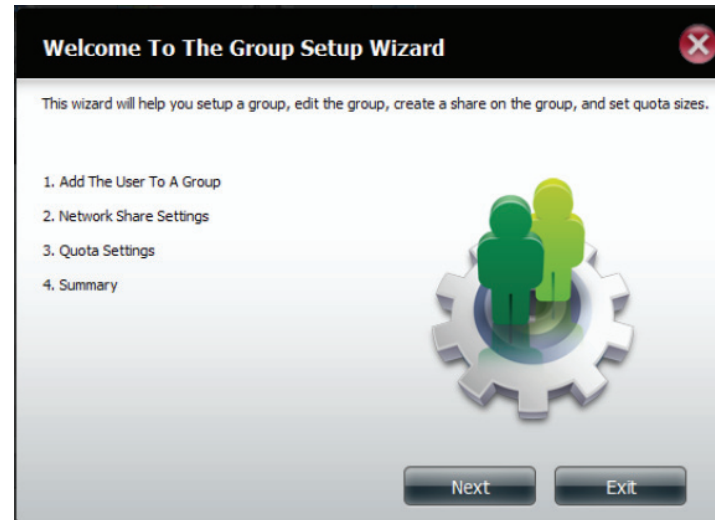 Welcome To The Group Setup Wizard
This wizard will help you setup a group, edit the group, create a share on the group, and set quota sizes.
1. Add The User To A Group
2. Network Share Settings
3. Quota Settings
4. Summary
Next Exit